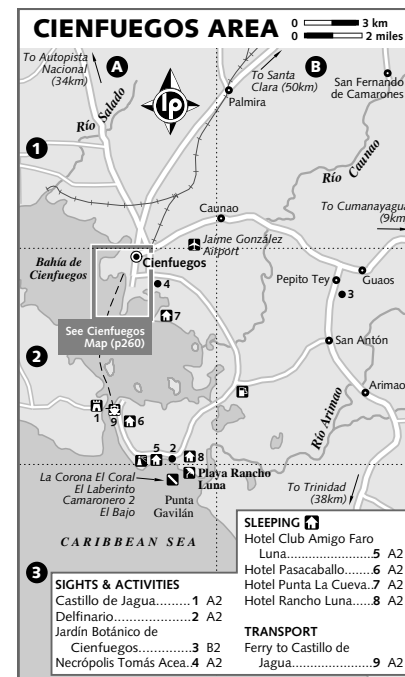 CIENFUEGOS AREA
0 3 km
0 2 miles
To Autopista
Nacional
(34km)
A
B
To Santa
Clara (50km)
San Fernando
de Camarones
lp
Palmira
Río Salado
1
Río Caunao
Caunao
To Cumanayagua
(9km)
Jaime González
Airport
Bahía de
Cienfuegos
Cienfuegos
4
Pepito Tey
Guaos
3
7
See Cienfuegos
Map (p260)
San Antón
2
Arimao
1
9
6
Río Arimao
5
2
8
Playa Rancho
Luna
La Corona El Coral
El Laberinto
Camaronero 2
El Bajo
Punta
Gavilán
To Trinidad
(38km)
CARIBBEAN SEA
3
SIGHTS & ACTIVITIES
Castillo de Jagua.........1 A2
Delfinario....................2 A2
Jardín Botánico de
Cienfuegos...............3 B2
Necrópolis Tomás Acea.4 A2
SLEEPING
Hotel Club Amigo Faro
Luna.......................5 A2
Hotel Pasacaballo........6 A2
Hotel Punta La Cueva.7 A2
Hotel Rancho Luna.....8 A2
TRANSPORT
Ferry to Castillo de
Jagua......................9 A2